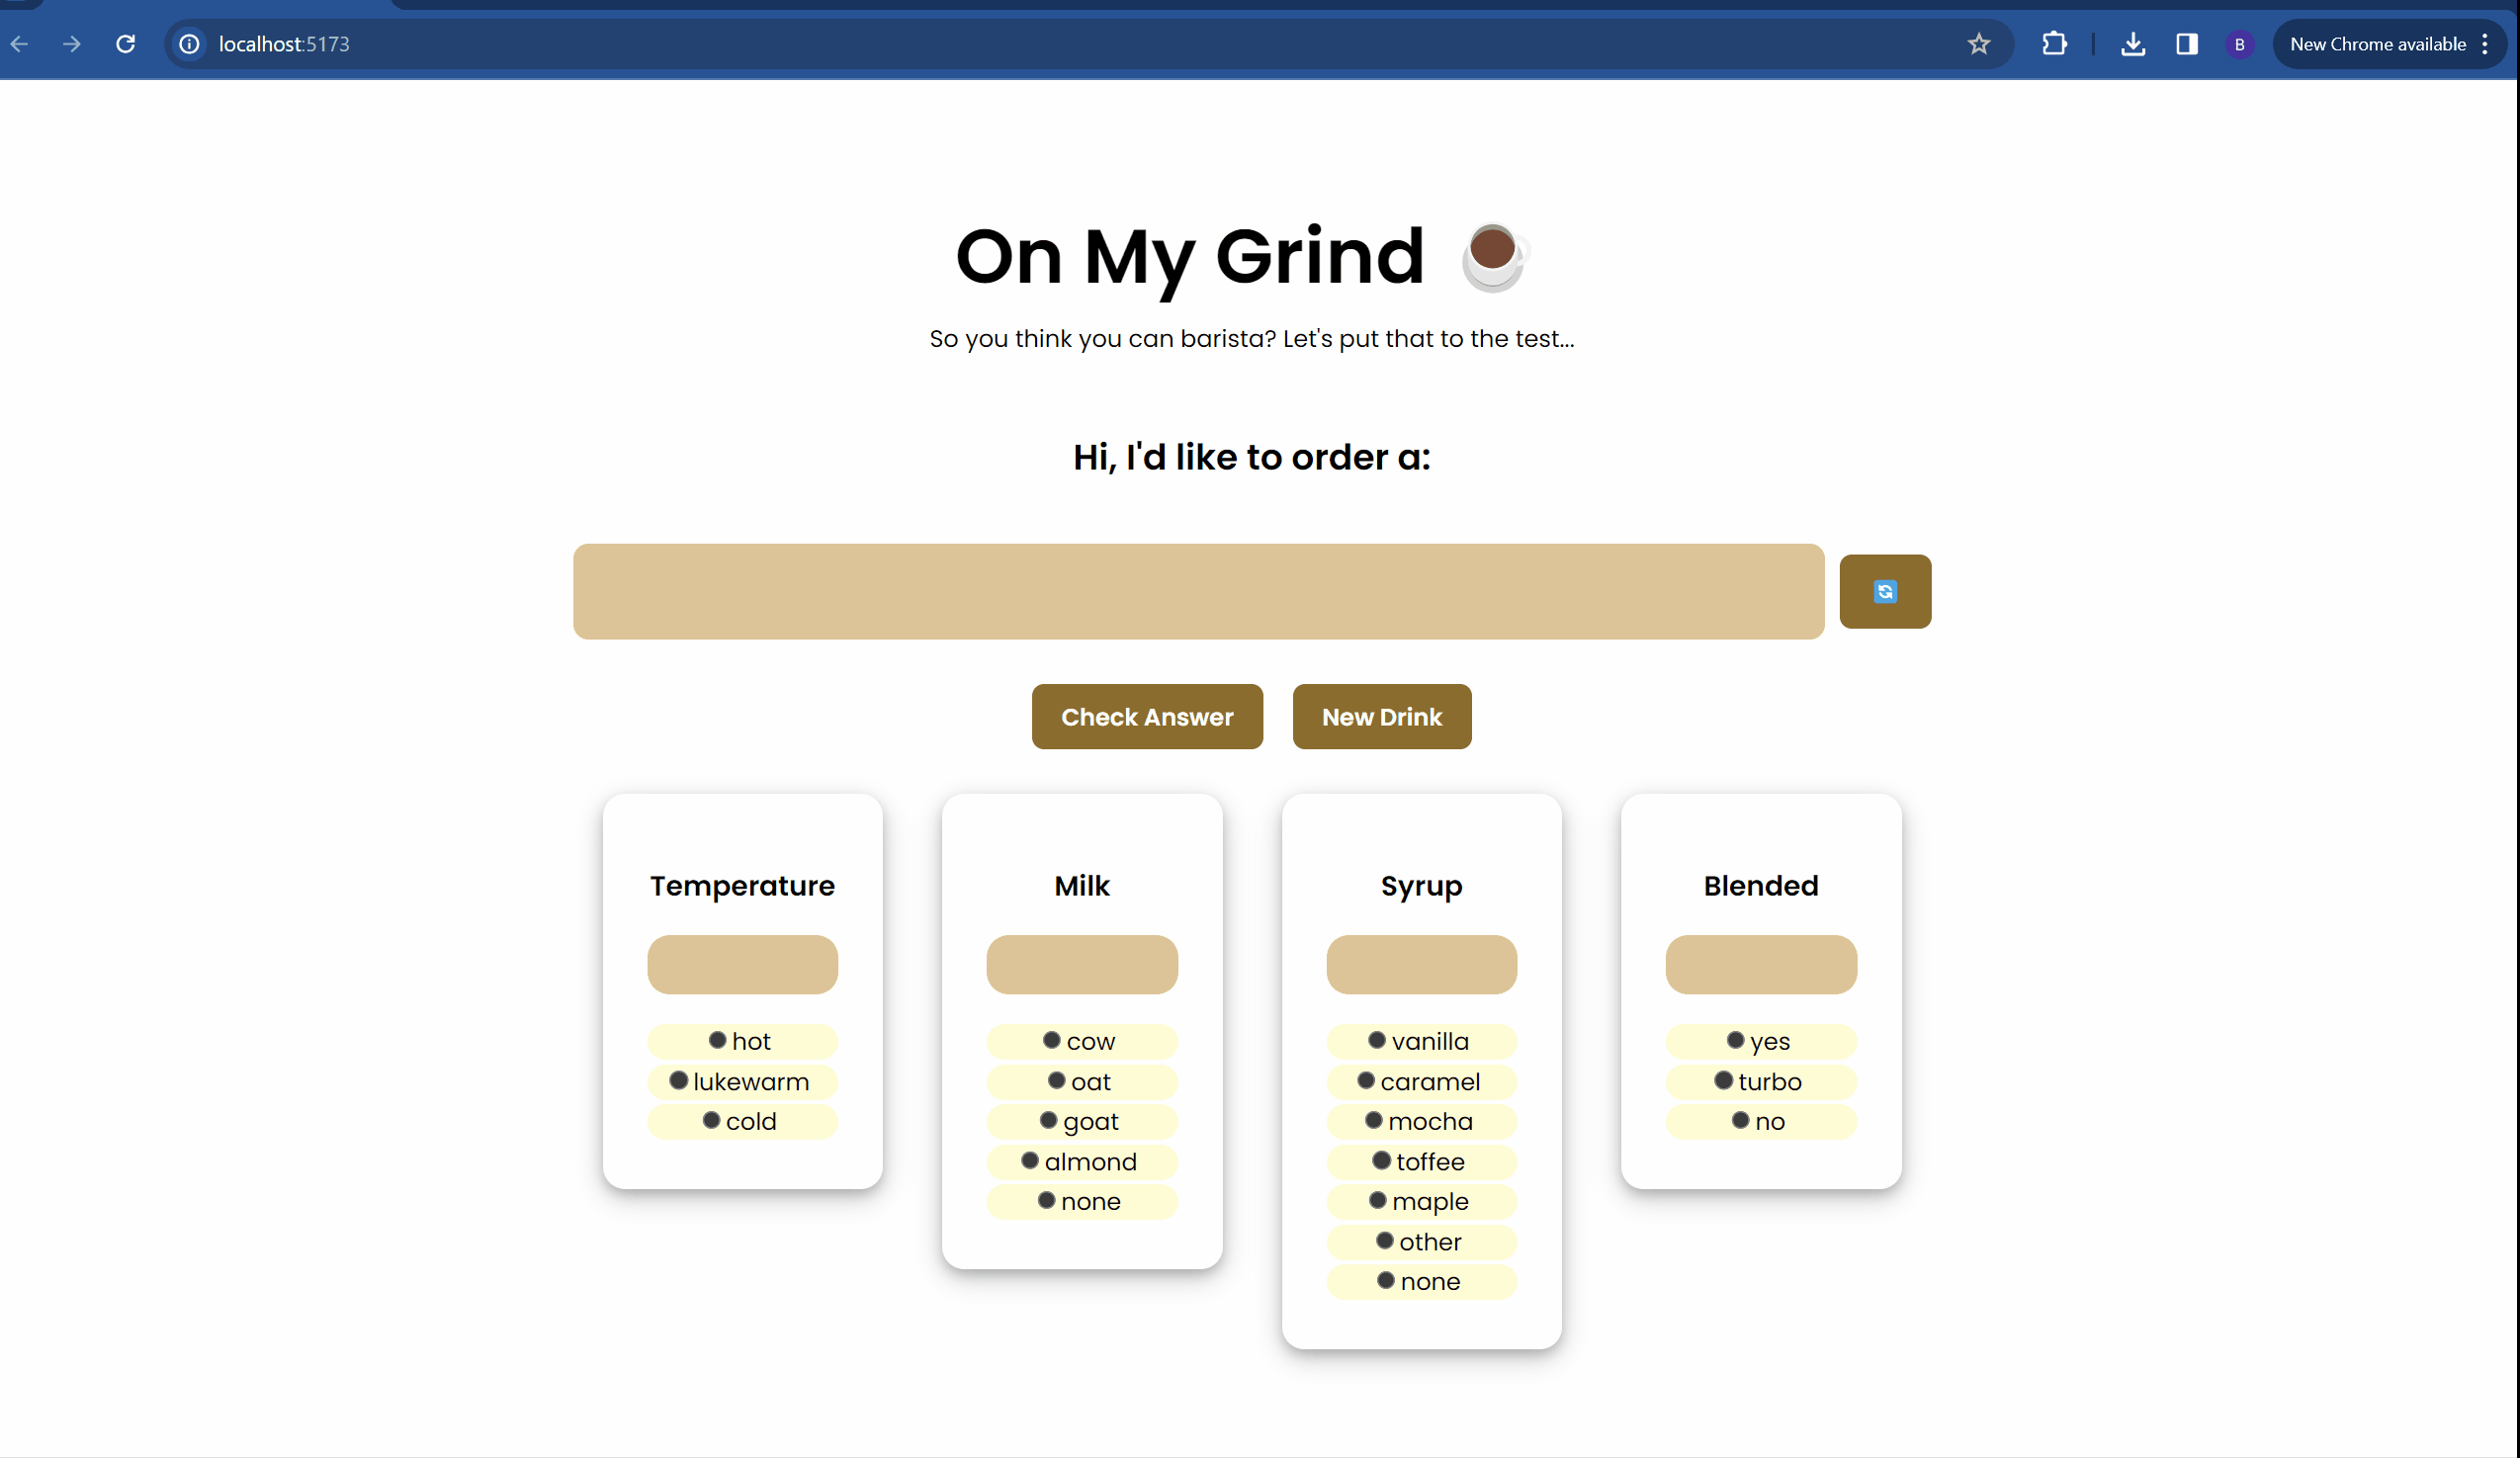 localhost:5173
B
New Chrome available
On My Grind
So you think you can barista? Let's put that to the test...
Hi, I'd like to order a:
Check Answer
New Drink
Temperature
hot
lukewarm
cold
Milk
cow
oat
goat
almond
none
Syrup
vanilla
caramel
mocha
toffee
maple
other
none
Blended
yes
turbo
no